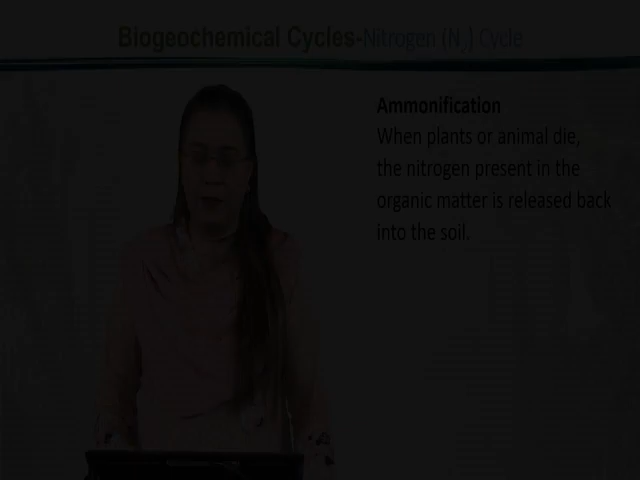 Biogeochemical Cycles-Nitrogen (N2) Cycle
Ammonification
When plants or animal die,
the nitrogen present in the
organic matter is released back
into the soil.